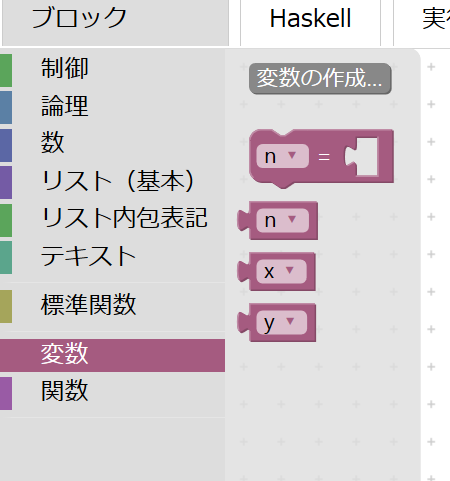 ブロック
Haskell
実
制御
論理
数
リスト（基本）
リスト内包表記
テキスト
標準関数
変数
関数
変数の作成...
n ▼ =
n ▼
x ▼
y ▼